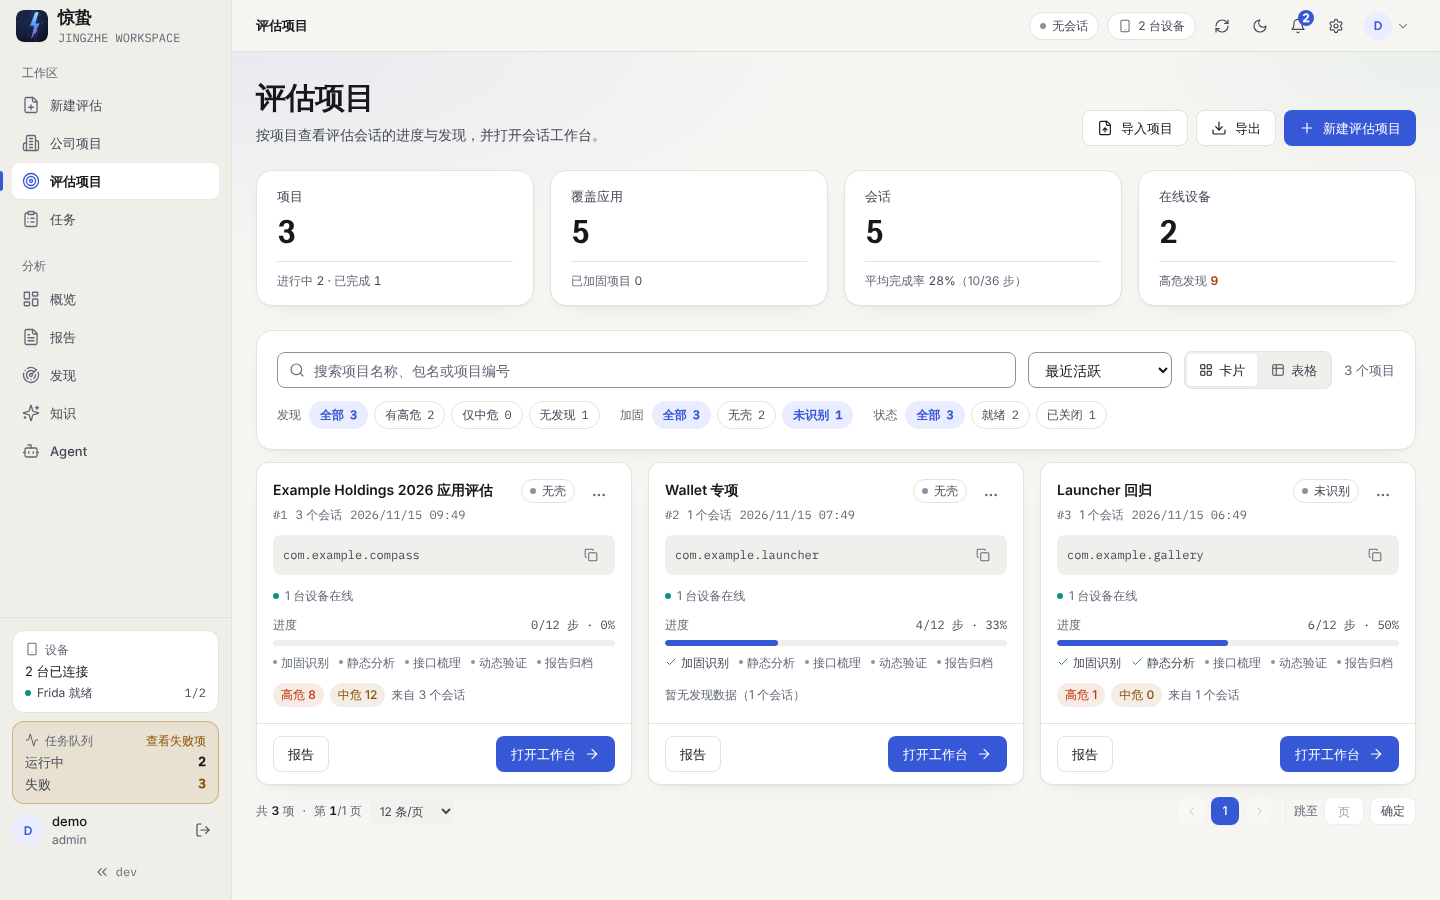 惊蛰
JINGZHE WORKSPACE
工作区
新建评估
公司项目
评估项目
任务
分析
概览
报告
发现
知识
Agent
设备
2 台已连接
Frida 就绪 1/2
任务队列 查看失败项
运行中 2
失败 3
D demo
admin
dev
评估项目
无会话 2 台设备 2 D
评估项目
按项目查看评估会话的进度与发现，并打开会话工作台。
导入项目 导出 新建评估项目
项目
3
进行中 2 · 已完成 1
覆盖应用
5
已加固项目 0
会话
5
平均完成率 28%（10/36 步）
在线设备
2
高危发现 9
搜索项目名称、包名或项目编号 最近活跃 卡片 表格 3 个项目
发现 全部 3 有高危 2 仅中危 0 无发现 1 加固 全部 3 无壳 2 未识别 1 状态 全部 3 就绪 2 已关闭 1
Example Holdings 2026 应用评估 无壳 ...
#1 3 个会话 2026/11/15 09:49
com.example.compass
1 台设备在线
进度 0/12 步 · 0%
加固识别 静态分析 接口梳理 动态验证 报告归档
高危 8 中危 12 来自 3 个会话
报告 打开工作台
Wallet 专项 无壳 ...
#2 1 个会话 2026/11/15 07:49
com.example.launcher
1 台设备在线
进度 4/12 步 · 33%
加固识别 静态分析 接口梳理 动态验证 报告归档
暂无发现数据（1 个会话）
报告 打开工作台
Launcher 回归 未识别 ...
#3 1 个会话 2026/11/15 06:49
com.example.gallery
1 台设备在线
进度 6/12 步 · 50%
加固识别 静态分析 接口梳理 动态验证 报告归档
高危 1 中危 0 来自 1 个会话
报告 打开工作台
共 3 项 · 第 1/1 页 12 条/页 1 跳至 页 确定